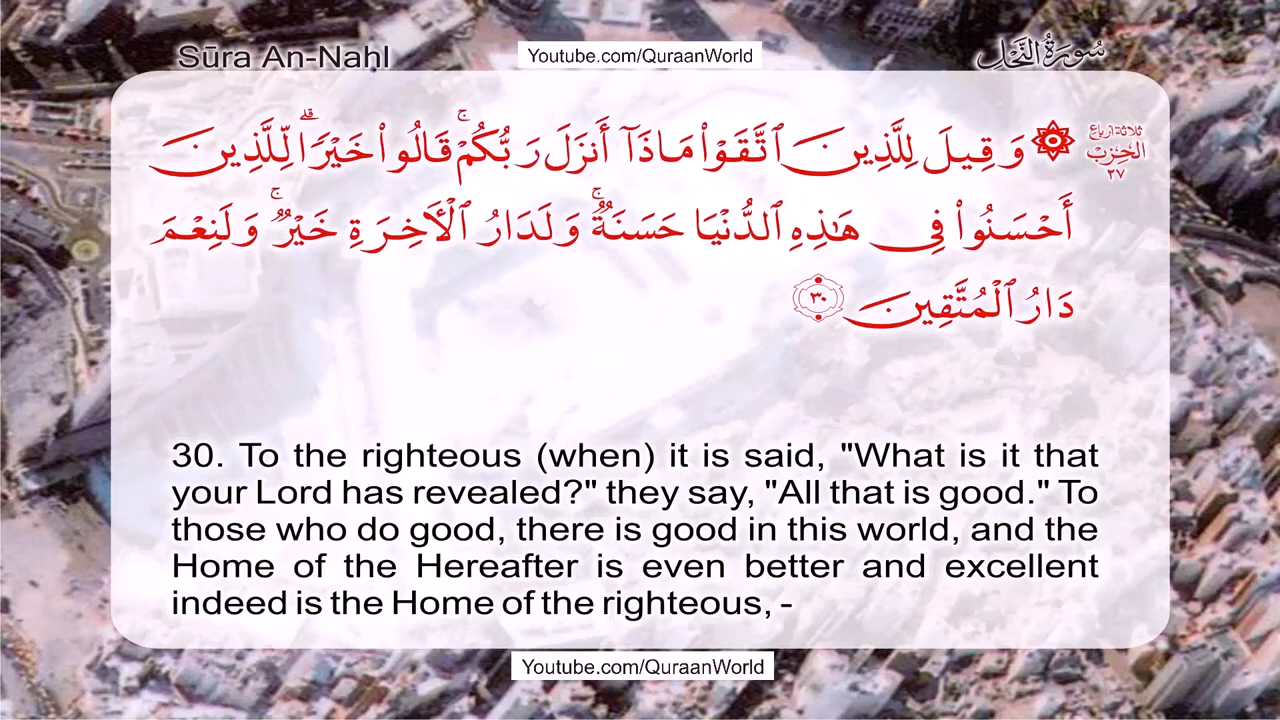 Sūra An-Naḥl
Youtube.com/QuraanWorld
سُورَةُ النَّحْلِ
ثلاثة أرباع
الحزب
٢٧
۞ وَقِيلَ لِلَّذِينَ ٱتَّقَوْا۟ مَاذَآ أَنزَلَ رَبُّكُمْ ۚ قَالُوا۟ خَيْرًا ۗ لِّلَّذِينَ
أَحْسَنُوا۟ فِى هَٰذِهِ ٱلدُّنْيَا حَسَنَةٌ ۚ وَلَدَارُ ٱلْـَٔاخِرَةِ خَيْرٌ ۚ وَلَنِعْمَ
دَارُ ٱلْمُتَّقِينَ ٣٠
30. To the righteous (when) it is said, "What is it that
your Lord has revealed?" they say, "All that is good." To
those who do good, there is good in this world, and the
Home of the Hereafter is even better and excellent
indeed is the Home of the righteous, -
Youtube.com/QuraanWorld